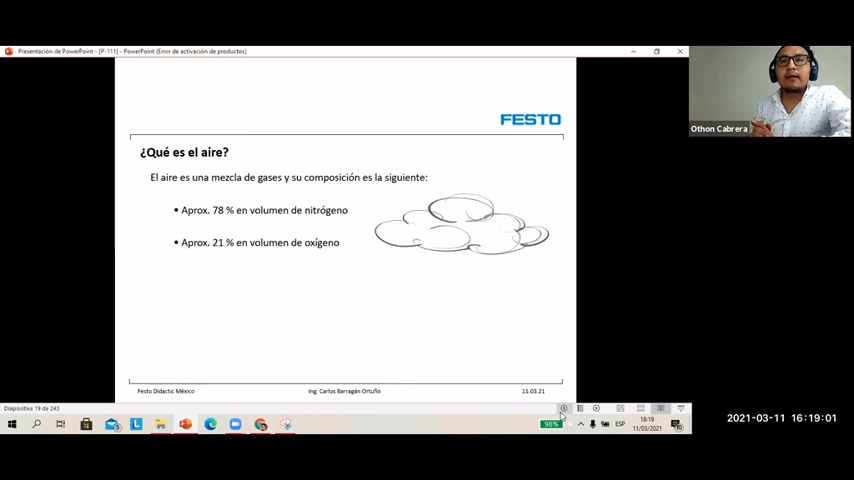 Presentación de PowerPoint - [P-111] - PowerPoint (Error de activación de productos)
FESTO
Othon Cabrera
¿Qué es el aire?
El aire es una mezcla de gases y su composición es la siguiente:
• Aprox. 78 % en volumen de nitrógeno
• Aprox. 21 % en volumen de oxígeno
Festo Didactic México
Ing. Carlos Barragán Ortuño
11.03.21
Diapositiva 19 de 243
98%
ESP
16:19
11/03/2021
2021-03-11 16:19:01